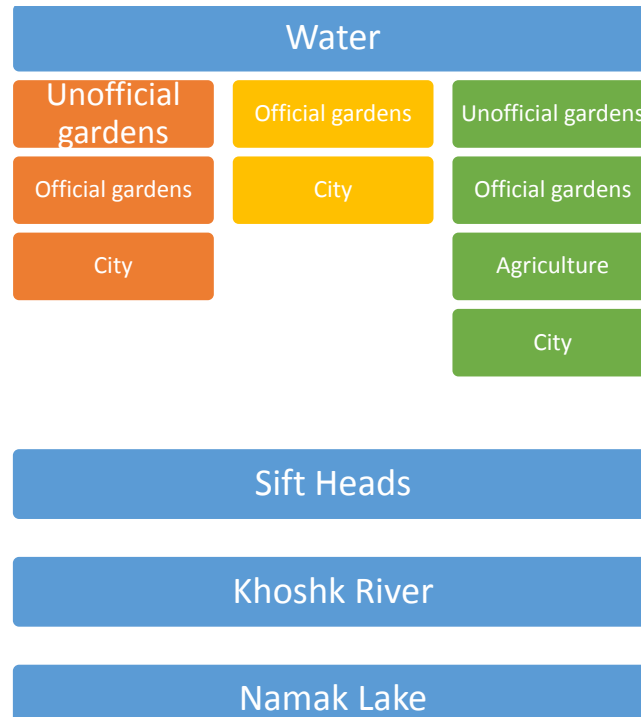 Water
Unofficial
gardens
Official gardens
City
Official gardens
City
Unofficial gardens
Official gardens
Agriculture
City
Sift Heads
Khoshk River
Namak Lake